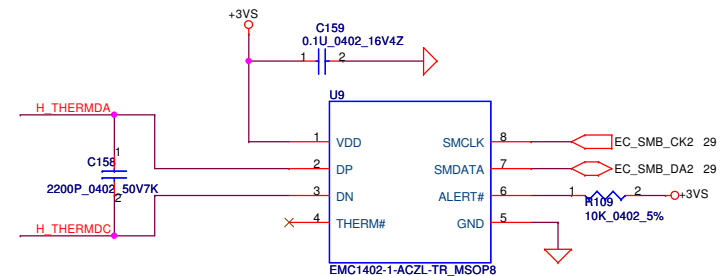 +3VS
C159
0.1U_0402_16V4Z
1 2
U9
H_THERMDA
1 VDD SMCLK 8 EC_SMB_CK2 29
1
C158
2 DP SMDATA 7 EC_SMB_DA2 29
2200P_0402_50V7K
2
3 DN ALERT# 6 1 2 +3VS
R109
10K_0402_5%
4 THERM# GND 5
H_THERMDC
EMC1402-1-ACZL-TR_MSOP8